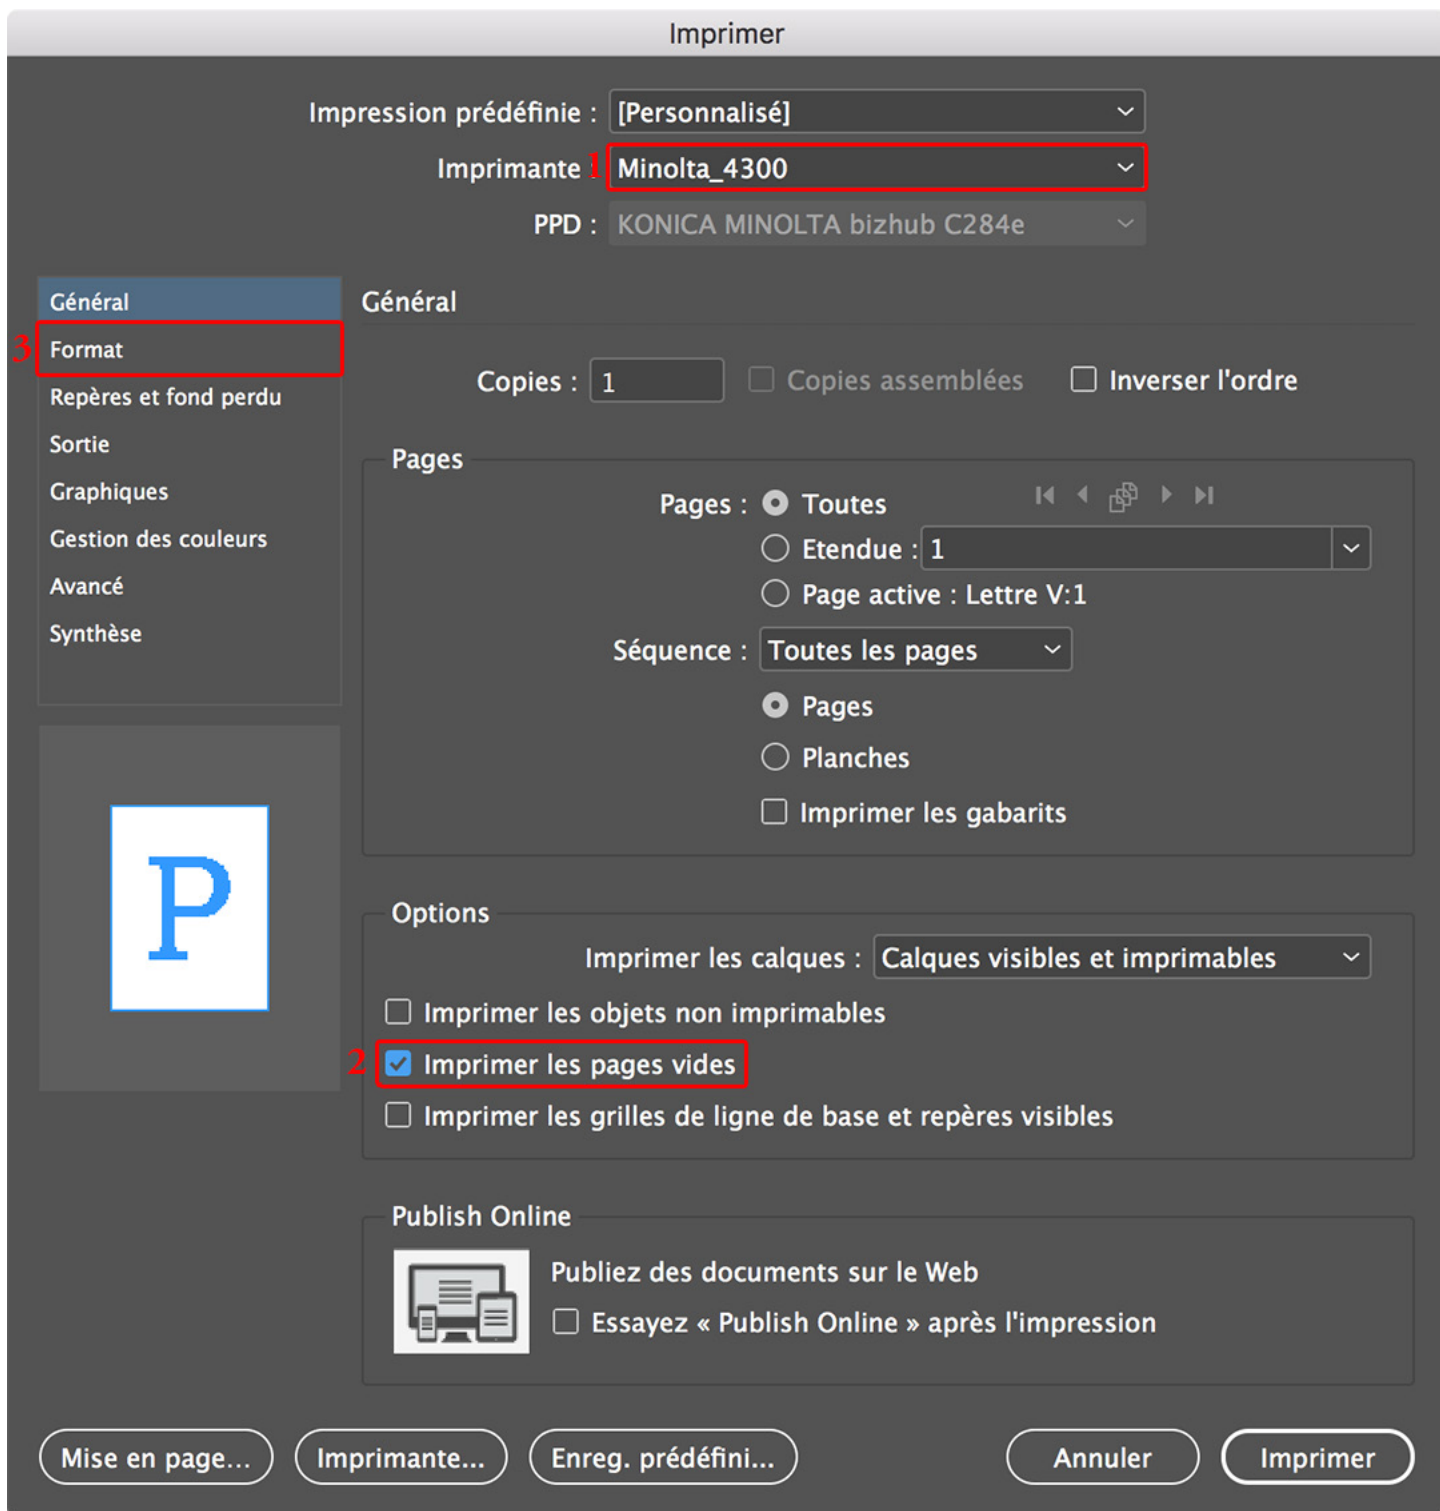 Imprimer
Impression prédéfinie : [Personnalisé]
Imprimante : 1 Minolta_4300
PPD : KONICA MINOLTA bizhub C284e
Général
3 Format
Repères et fond perdu
Sortie
Graphiques
Gestion des couleurs
Avancé
Synthèse
P
Général
Copies : 1 Copies assemblées Inverser l'ordre
Pages
Pages : Toutes
Etendue : 1
Page active : Lettre V:1
Séquence : Toutes les pages
Pages
Planches
Imprimer les gabarits
Options
Imprimer les calques : Calques visibles et imprimables
Imprimer les objets non imprimables
2 Imprimer les pages vides
Imprimer les grilles de ligne de base et repères visibles
Publish Online
Publiez des documents sur le Web
Essayez « Publish Online » après l'impression
Mise en page... Imprimante... Enreg. prédéfini... Annuler Imprimer